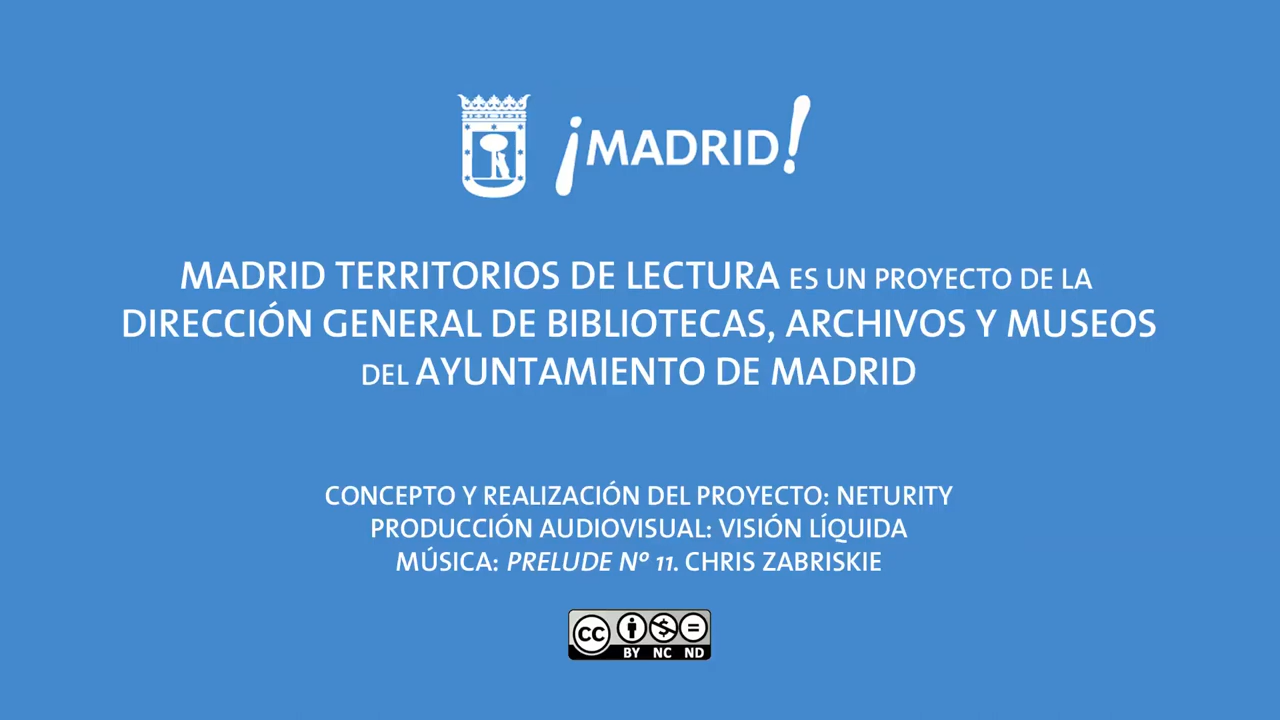 ¡MADRID!
MADRID TERRITORIOS DE LECTURA ES UN PROYECTO DE LA
DIRECCIÓN GENERAL DE BIBLIOTECAS, ARCHIVOS Y MUSEOS
DEL AYUNTAMIENTO DE MADRID
CONCEPTO Y REALIZACIÓN DEL PROYECTO: NETURITY
PRODUCCIÓN AUDIOVISUAL: VISIÓN LÍQUIDA
MÚSICA: PRELUDE Nº 11. CHRIS ZABRISKIE
CC BY NC ND